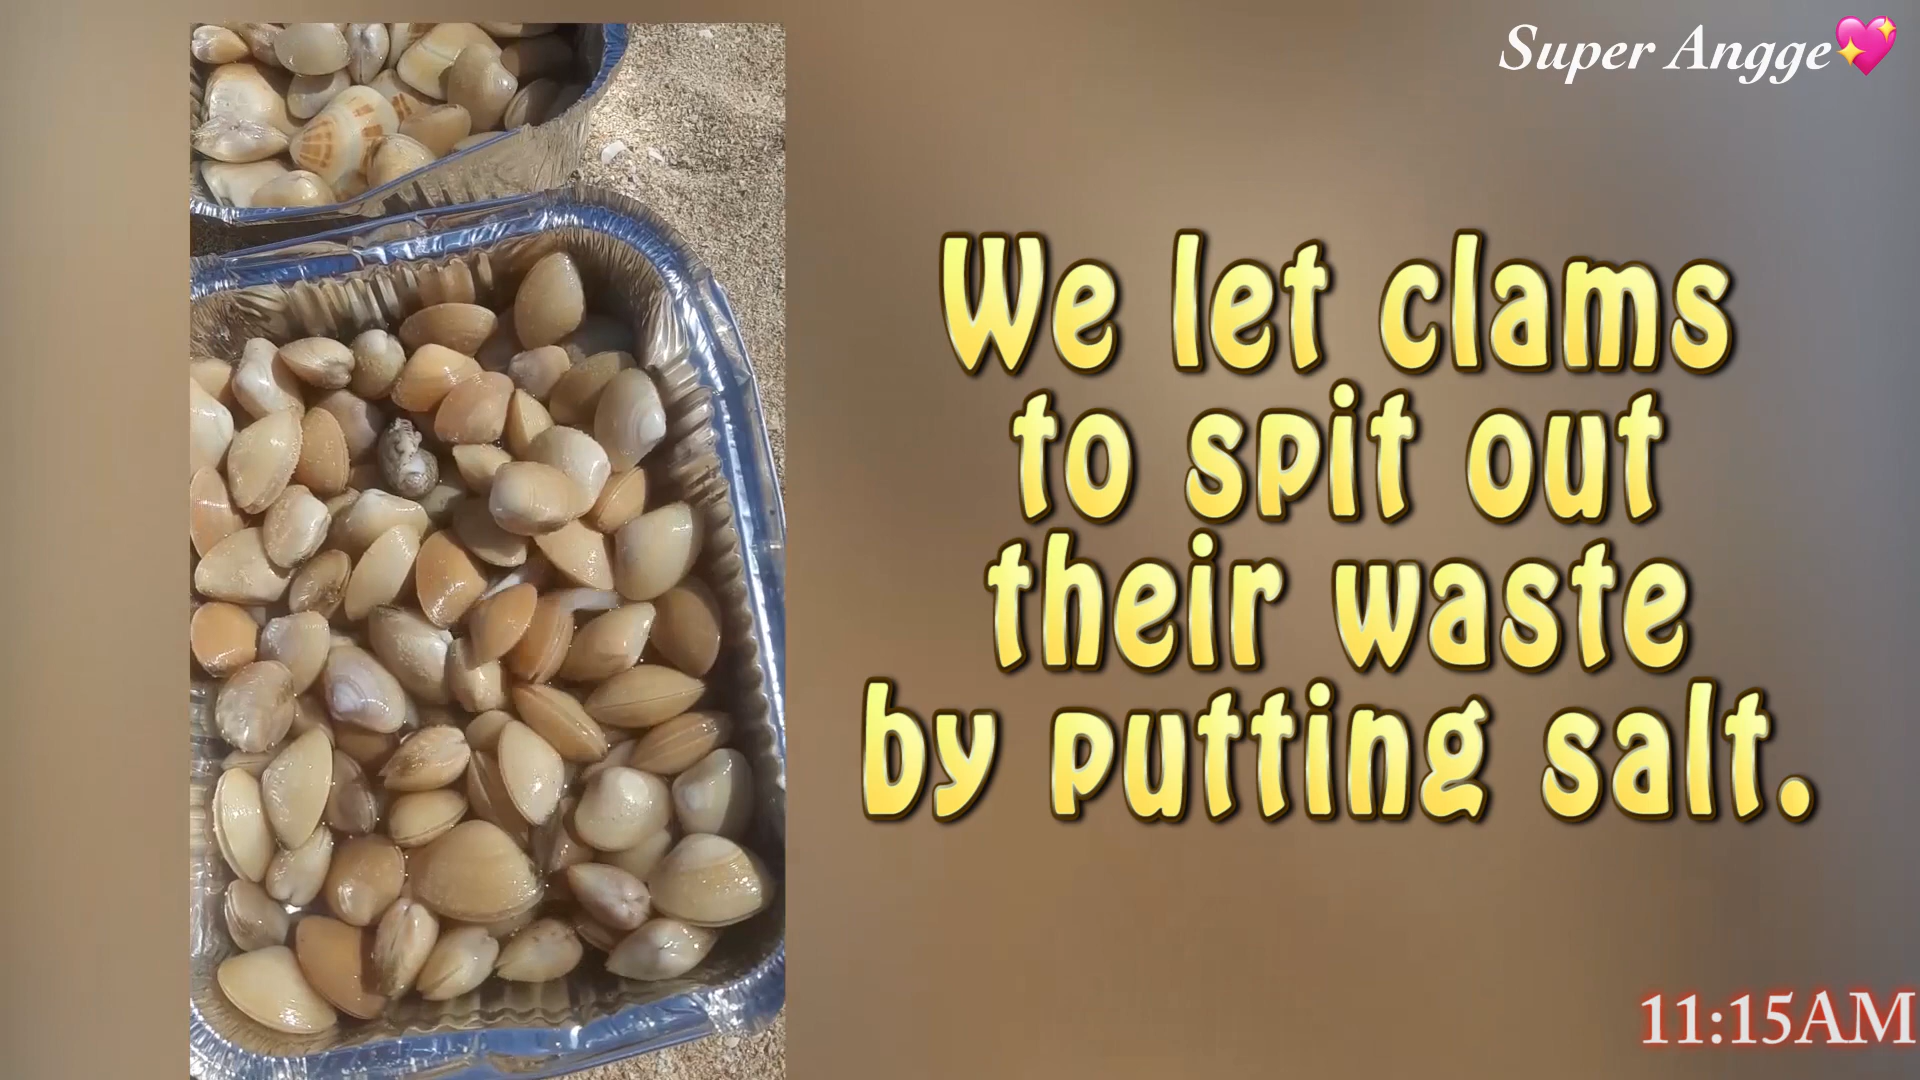 Super Angge💖
We let clams
to spit out
their waste
by putting salt.
11:15AM